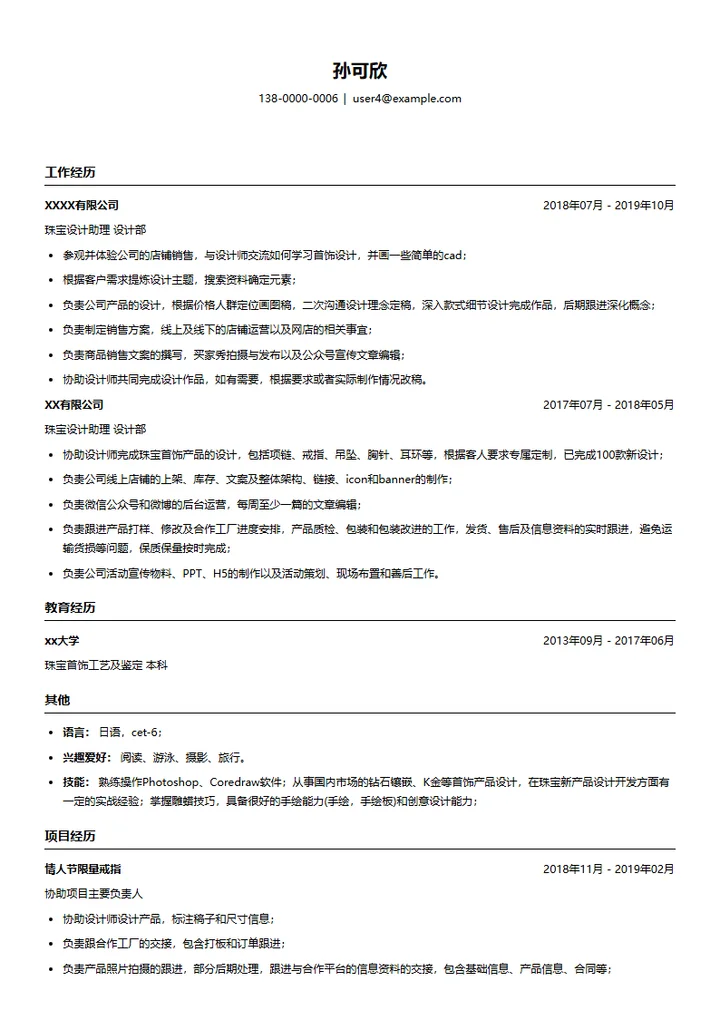 孙可欣
138-0000-0006 | user4@example.com
工作经历
XXXX有限公司 2018年07月 - 2019年10月
珠宝设计助理 设计部
• 参观并体验公司的店铺销售，与设计师交流如何学习首饰设计，并画一些简单的cad；
• 根据客户需求提炼设计主题，搜索资料确定元素；
• 负责公司产品的设计，根据价格人群定位画图稿，二次沟通设计理念定稿，深入款式细节设计完成作品，后期跟进深化概念；
• 负责制定销售方案，线上及线下的店铺运营以及网店的相关事宜；
• 负责商品销售文案的撰写，买家秀拍摄与发布以及公众号宣传文章编辑；
• 协助设计师共同完成设计作品，如有需要，根据要求或者实际制作情况改稿。
XX有限公司 2017年07月 - 2018年05月
珠宝设计助理 设计部
• 协助设计师完成珠宝首饰产品的设计，包括项链、戒指、吊坠、胸针、耳环等，根据客人要求专属定制，已完成100款新设计；
• 负责公司线上店铺的上架、库存、文案及整体架构、链接、icon和banner的制作；
• 负责微信公众号和微博的后台运营，每周至少一篇的文章编辑；
• 负责跟进产品打样、修改及合作工厂进度安排，产品质检、包装和包装改进的工作，发货、售后及信息资料的实时跟进，避免运
输货损等问题，保质保量按时完成；
• 负责公司活动宣传物料、PPT、H5的制作以及活动策划、现场布置和善后工作。
教育经历
xx大学 2013年09月 - 2017年06月
珠宝首饰工艺及鉴定 本科
其他
• 语言： 日语，cet-6；
• 兴趣爱好： 阅读、游泳、摄影、旅行。
• 技能： 熟练操作Photoshop、Coredraw软件；从事国内市场的钻石镶嵌、K金等首饰产品设计，在珠宝新产品设计开发方面有
一定的实战经验；掌握雕蜡技巧，具备很好的手绘能力(手绘，手绘板)和创意设计能力；
项目经历
情人节限量戒指 2018年11月 - 2019年02月
协助项目主要负责人
• 协助设计师设计产品，标注稿子和尺寸信息；
• 负责跟合作工厂的交接，包含打板和订单跟进；
• 负责产品照片拍摄的跟进，部分后期处理，跟进与合作平台的信息资料的交接，包含基础信息、产品信息、合同等；